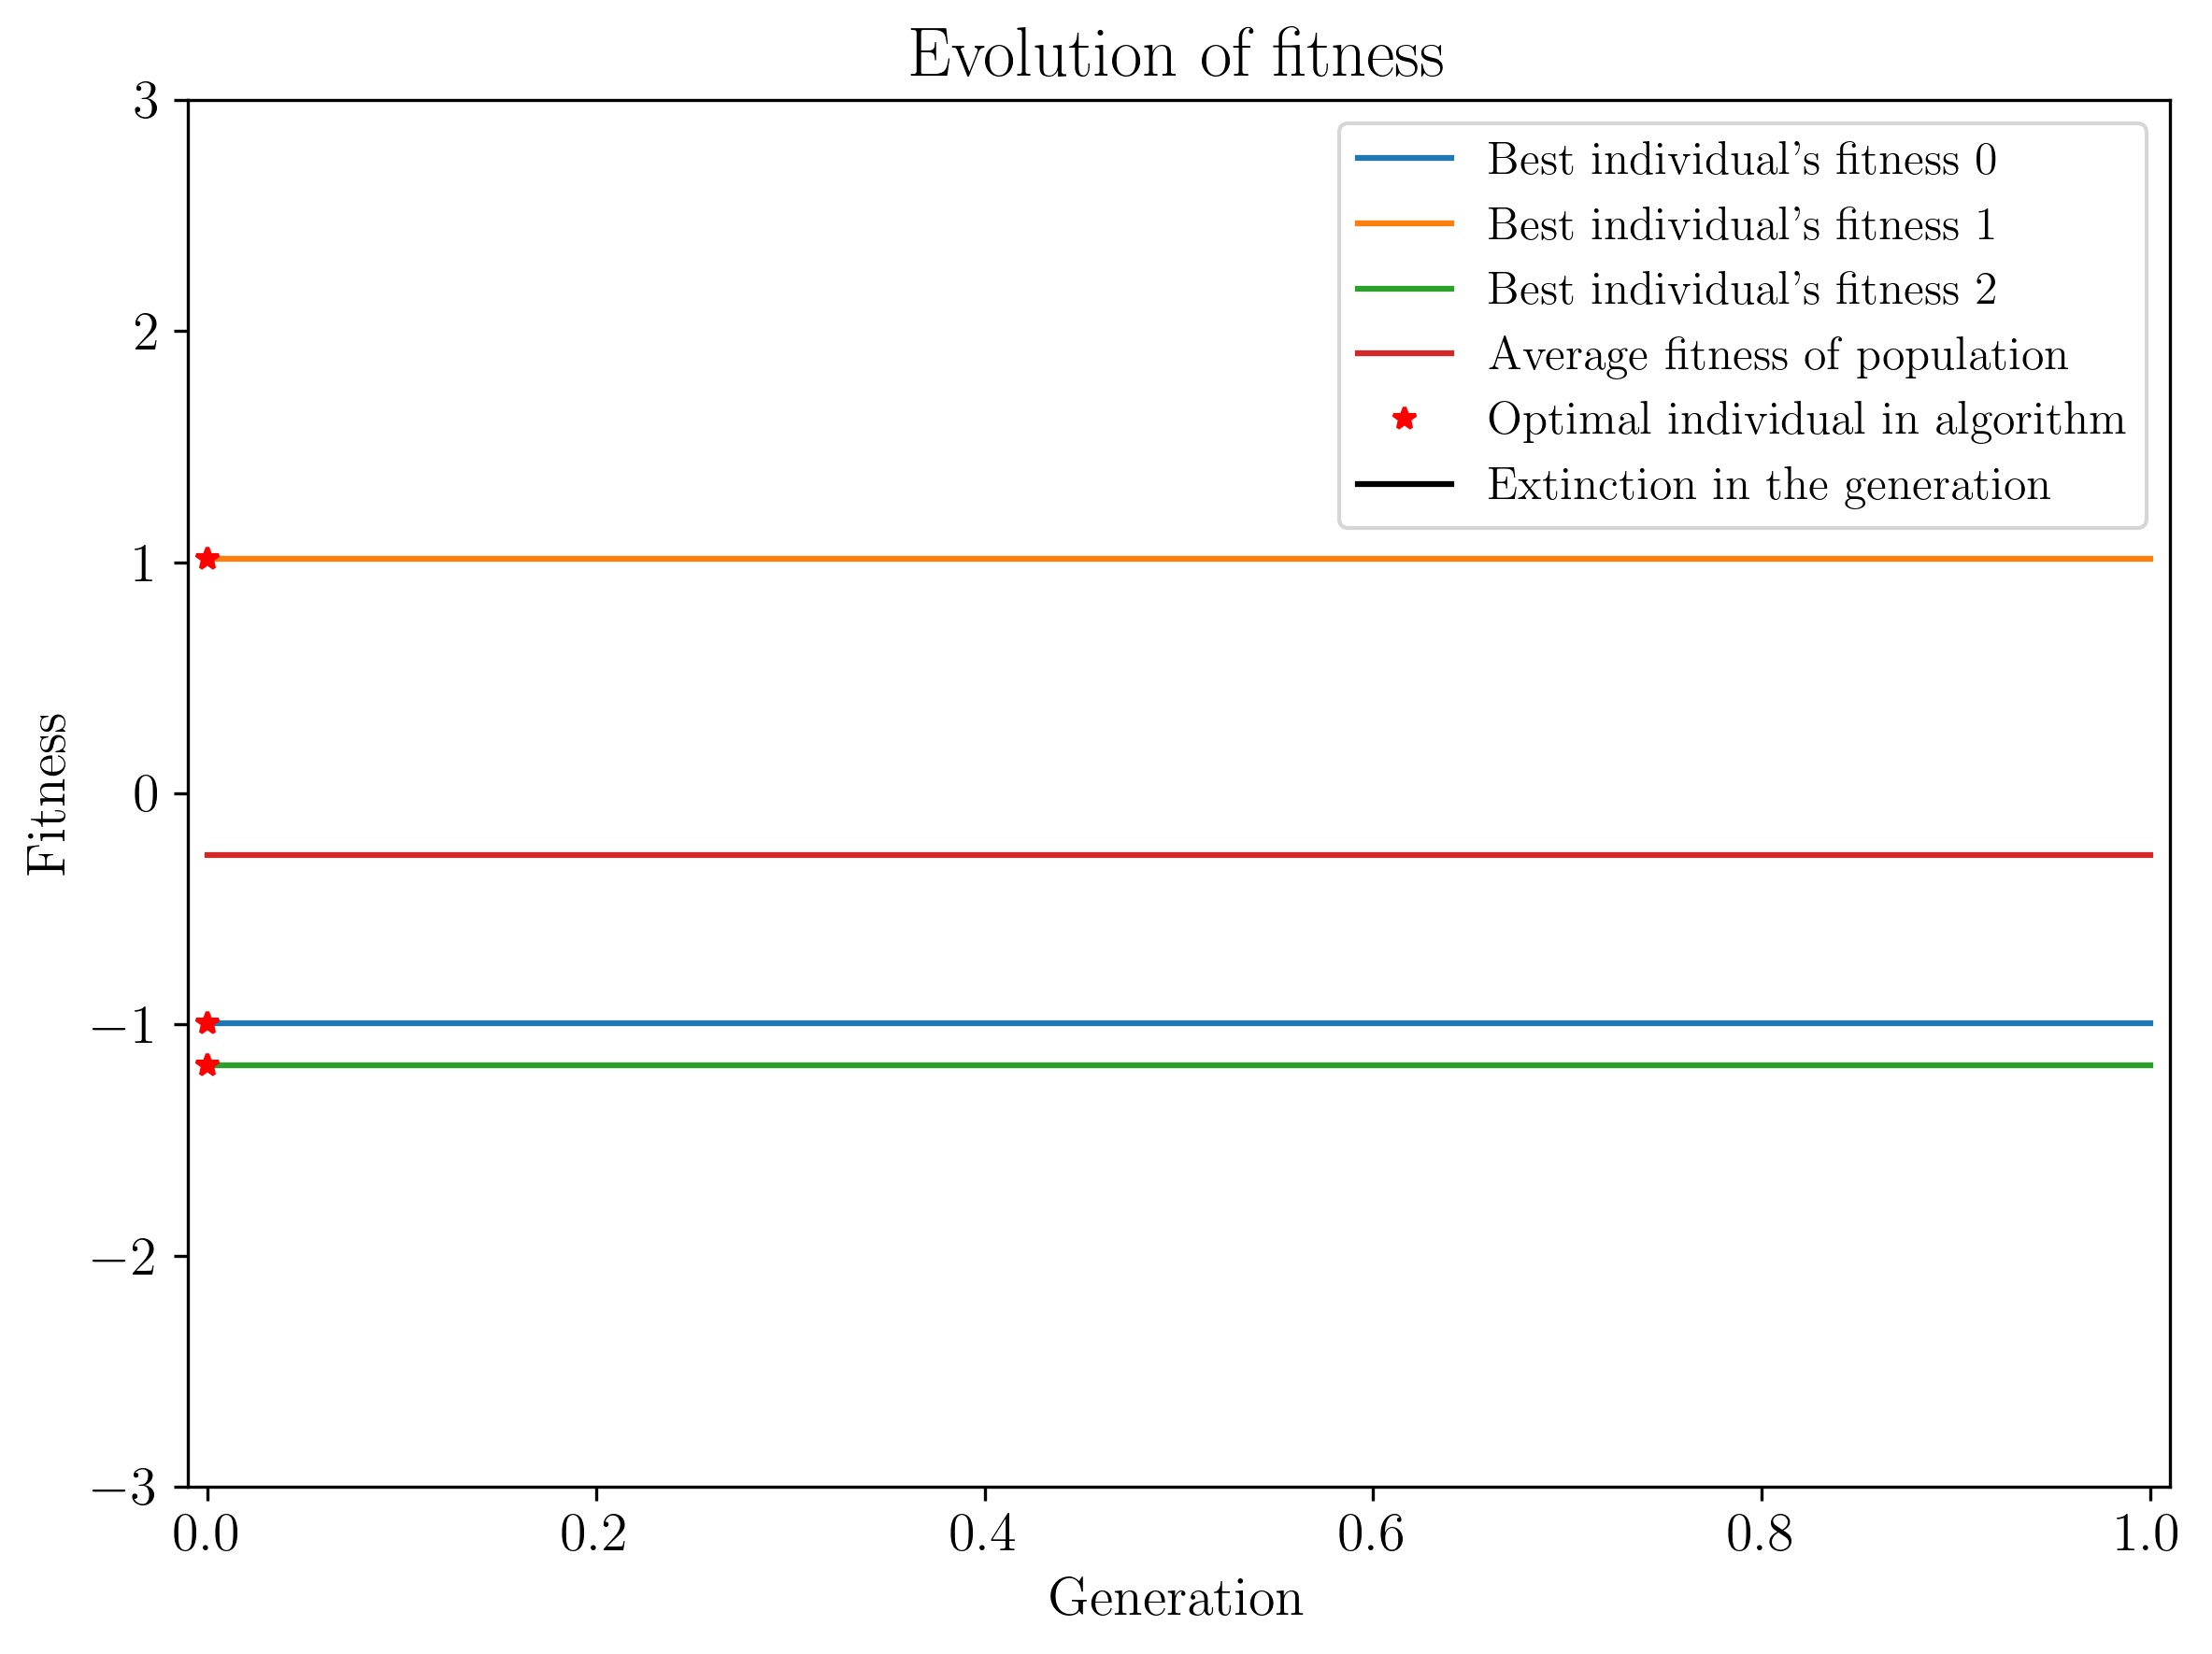 Evolution of fitness
3
2
1
0
−1
−2
−3
Fitness
Best individual's fitness 0
Best individual's fitness 1
Best individual's fitness 2
Average fitness of population
Optimal individual in algorithm
Extinction in the generation
0.0 0.2 0.4 0.6 0.8 1.0
Generation